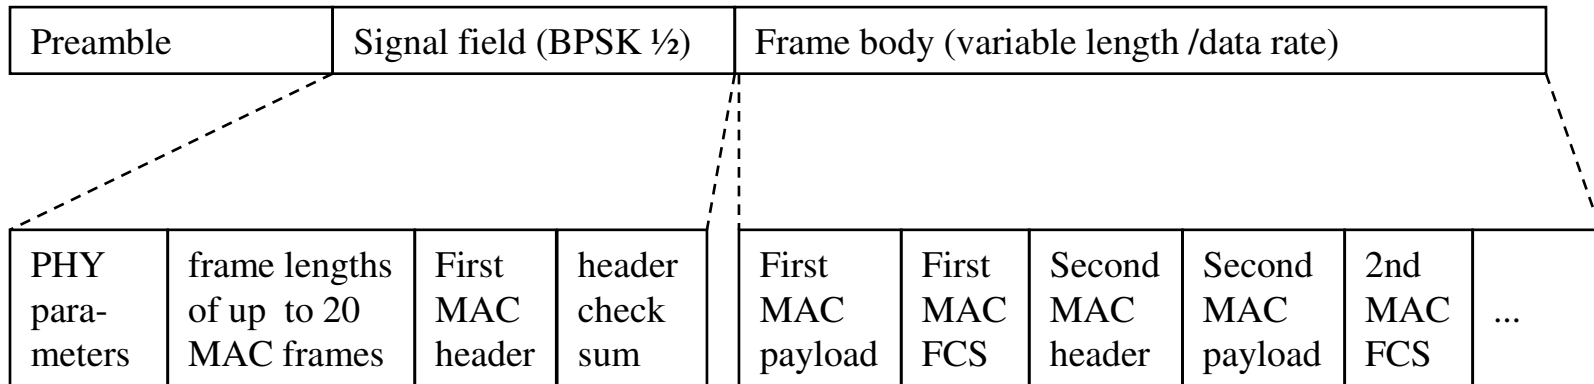 Preamble
Signal field (BPSK ½)
Frame body (variable length /data rate)
PHY
para-
meters
frame lengths
of up to 20
MAC frames
First
MAC
header
header
check
sum
First
MAC
payload
First
MAC
FCS
Second
MAC
header
Second
MAC
payload
2nd
MAC
FCS
...